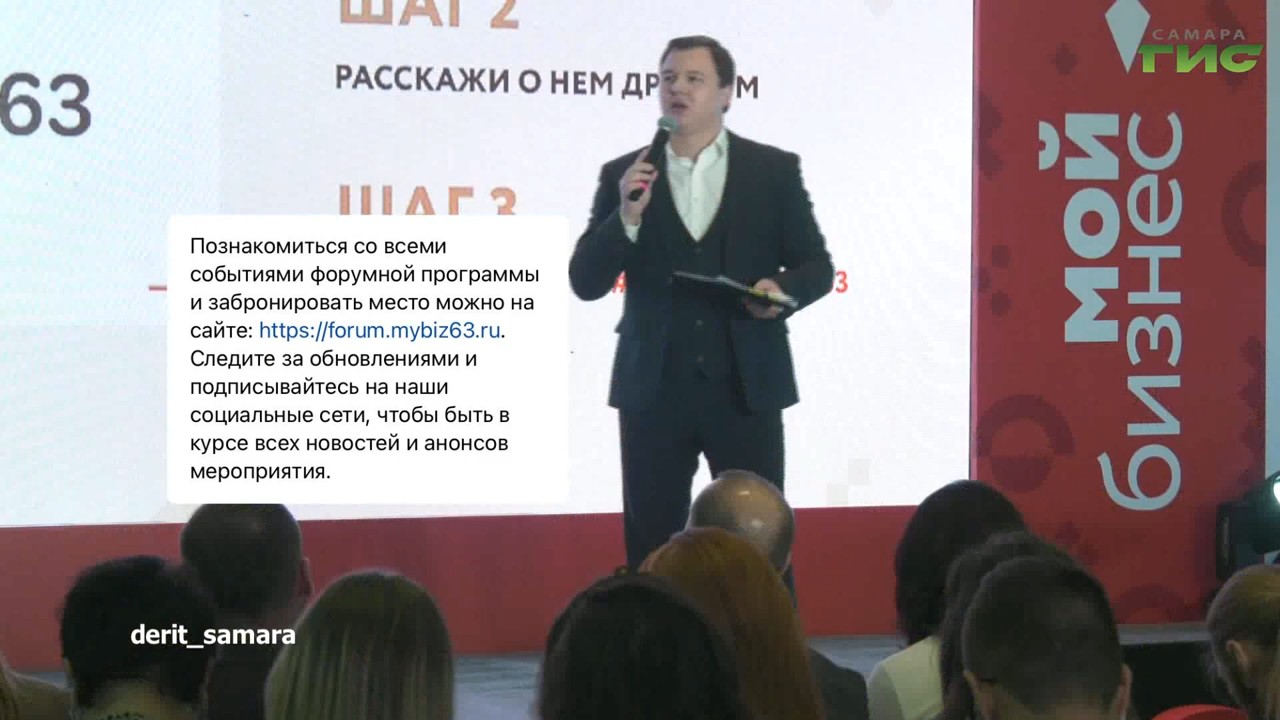 ШАГ 2
63
РАССКАЖИ О НЕМ
ШАГ 3
САМАРА
ГИС
МОЙ
бизнес
Познакомиться со всеми
событиями форумной программы
и забронировать место можно на
сайте: https://forum.mybiz63.ru.
Следите за обновлениями и
подписывайтесь на наши
социальные сети, чтобы быть в
курсе всех новостей и анонсов
мероприятия.
derit_samara